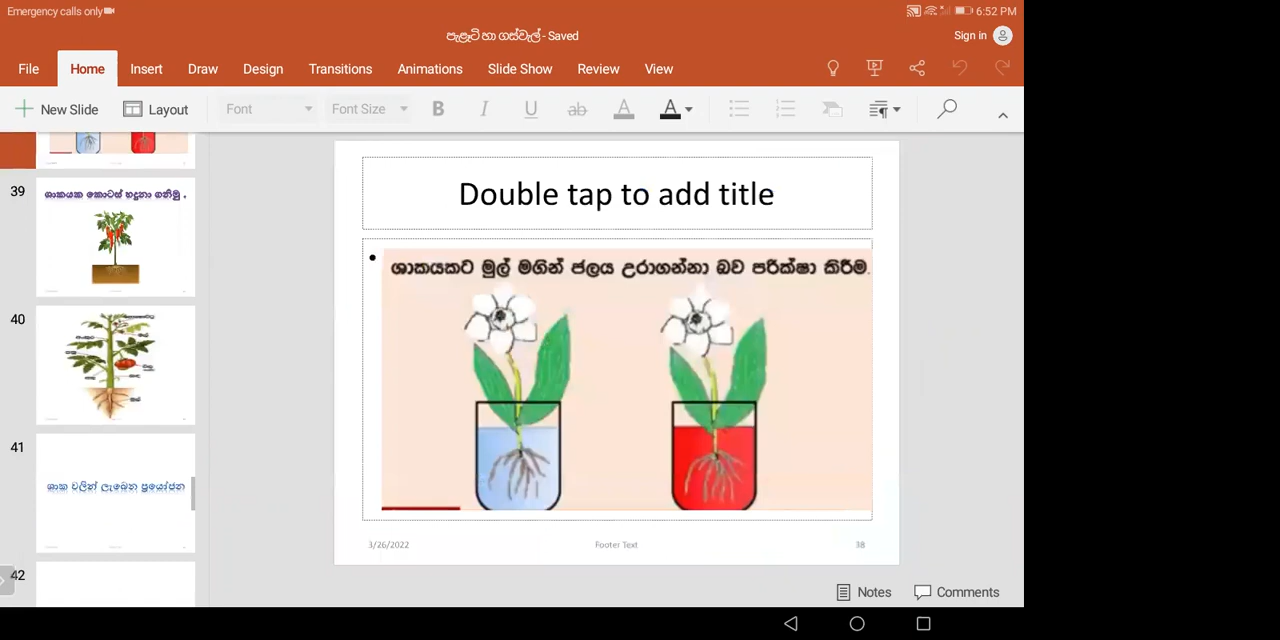 Emergency calls only
6:52 PM
පැළෑටි හා ගස්වැල් - Saved
Sign in
File
Home
Insert
Draw
Design
Transitions
Animations
Slide Show
Review
View
New Slide
Layout
Font
Font Size
B
I
U
ab
A
A
39
ශාකයක කොටස් හදුනා ගනිමු .
40
41
ශාක වලින් ලැබෙන ප්‍රයෝජන
42
Double tap to add title
ශාකයකට මුල් මගින් ජලය උරාගන්නා බව පරික්ෂා කිරීම.
3/26/2022
Footer Text
38
Notes
Comments